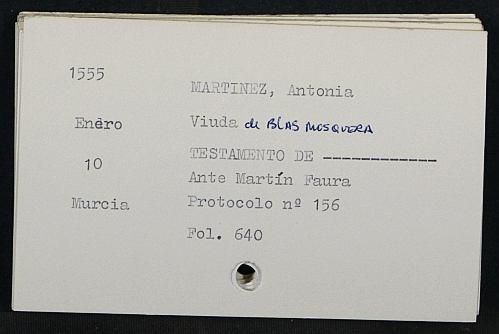 1555
MARTINEZ, Antonia
Enero
Viuda de BLAS MOSQUERA
10
TESTAMENTO DE -------------
Ante Martín Faura
Murcia
Protocolo nº 156
Fol. 640